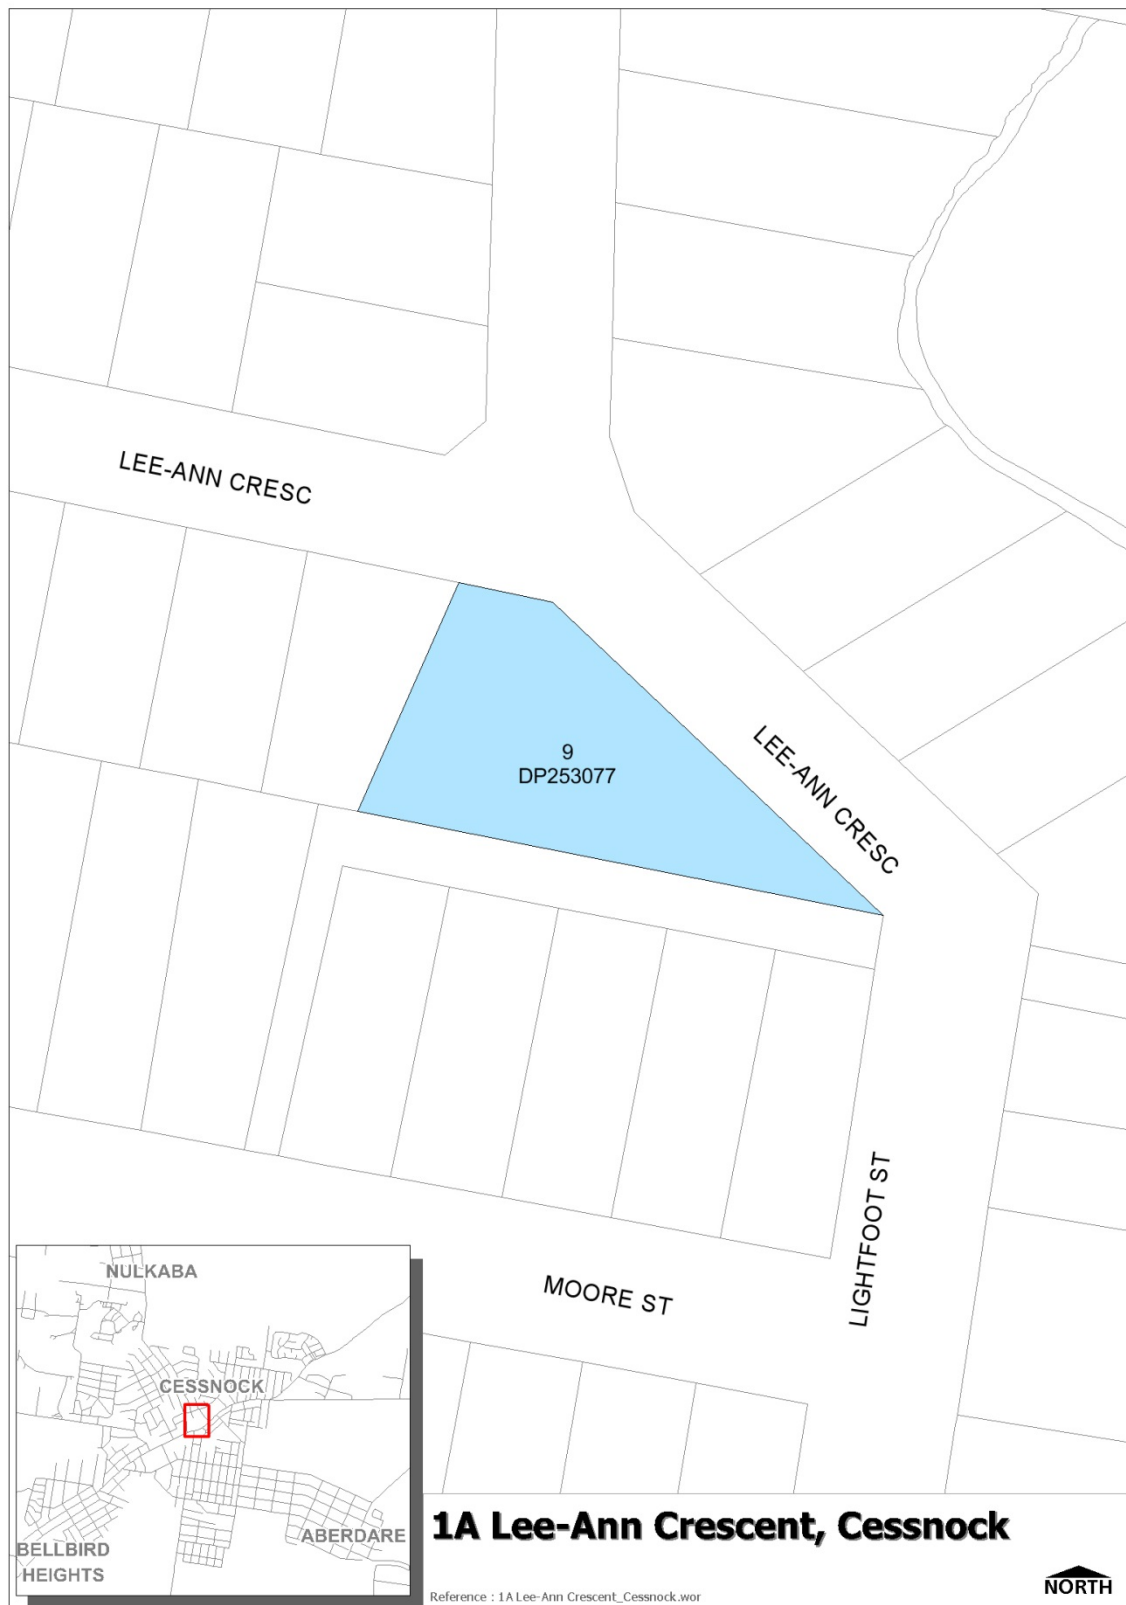 LEE-ANN CRESC
9
DP253077
LEE-ANN CRESC
LIGHTFOOT ST
MOORE ST
NULKABA
CESSNOCK
ABERDARE
BELLBIRD
HEIGHTS
1A Lee-Ann Crescent, Cessnock
NORTH
Reference : 1A Lee-Ann Crescent_Cessnock.wor